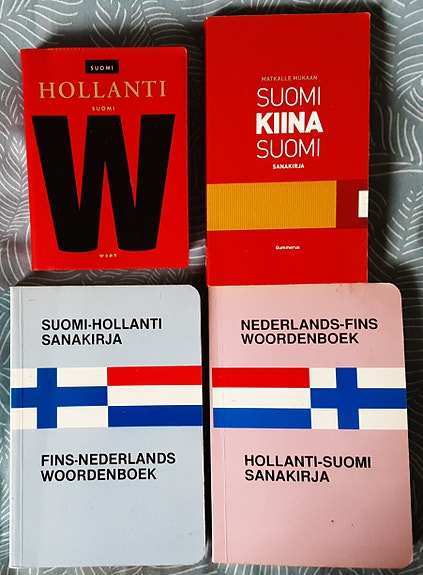 SUOMI
HOLLANTI
SUOMI
W
WSOY
MATKALLE MUKAAN
SUOMI
KIINA
SUOMI
SANAKIRJA
Gummerus
SUOMI-HOLLANTI
SANAKIRJA
FINS-NEDERLANDS
WOORDENBOEK
NEDERLANDS-FINS
WOORDENBOEK
HOLLANTI-SUOMI
SANAKIRJA